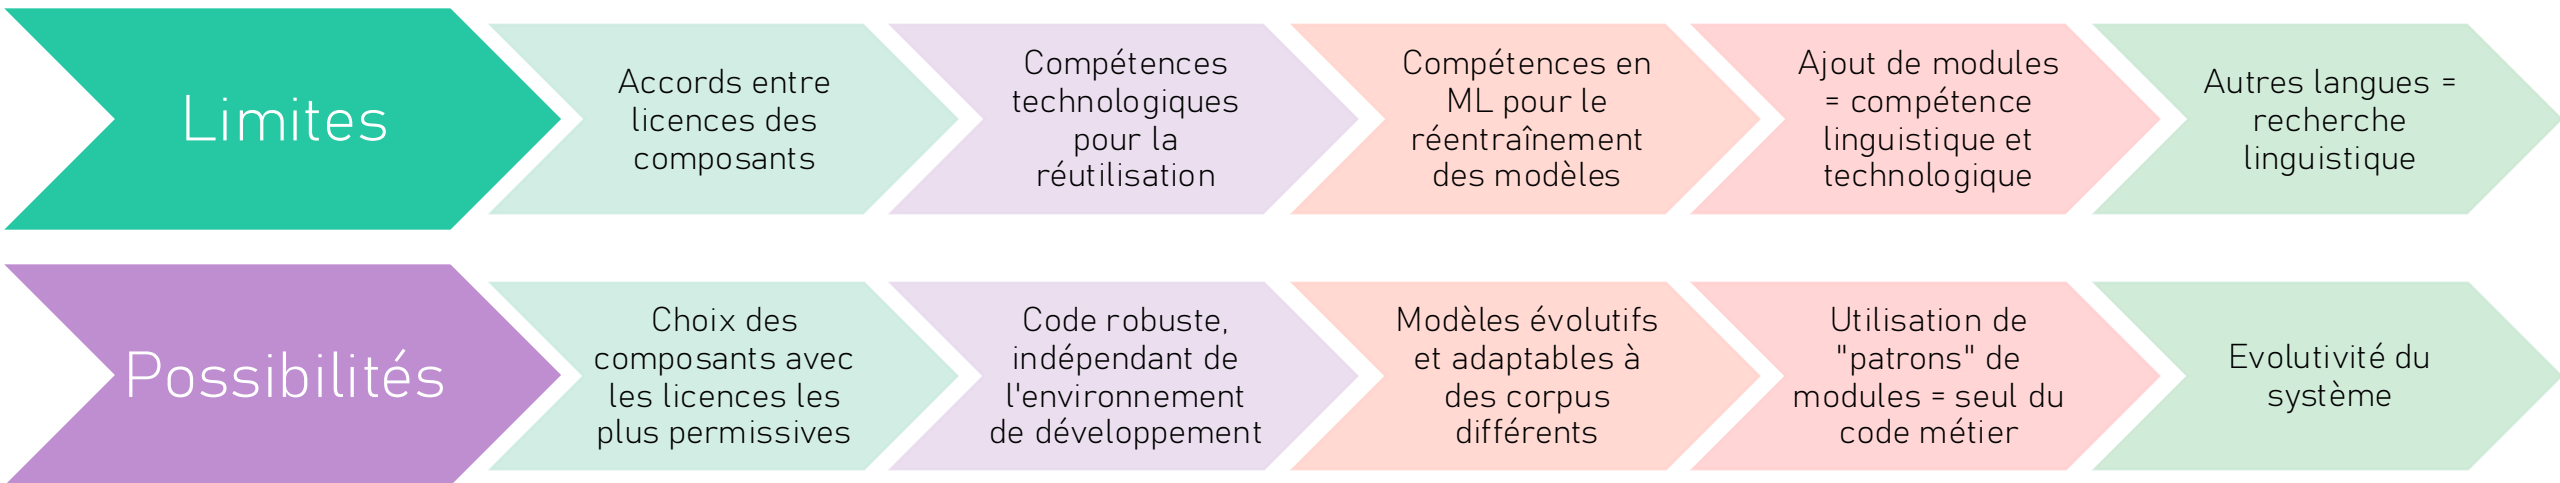 Limites
Accords entre
licences des
composants
Compétences
technologiques
pour la
réutilisation
Compétences en
ML pour le
réentraînement
des modèles
Ajout de modules
= compétence
linguistique et
technologique
Autres langues =
recherche
linguistique
Possibilités
Choix des
composants avec
les licences les
plus permissives
Code robuste,
indépendant de
l'environnement
de développement
Modèles évolutifs
et adaptables à
des corpus
différents
Utilisation de
"patrons" de
modules = seul du
code métier
Evolutivité du
système